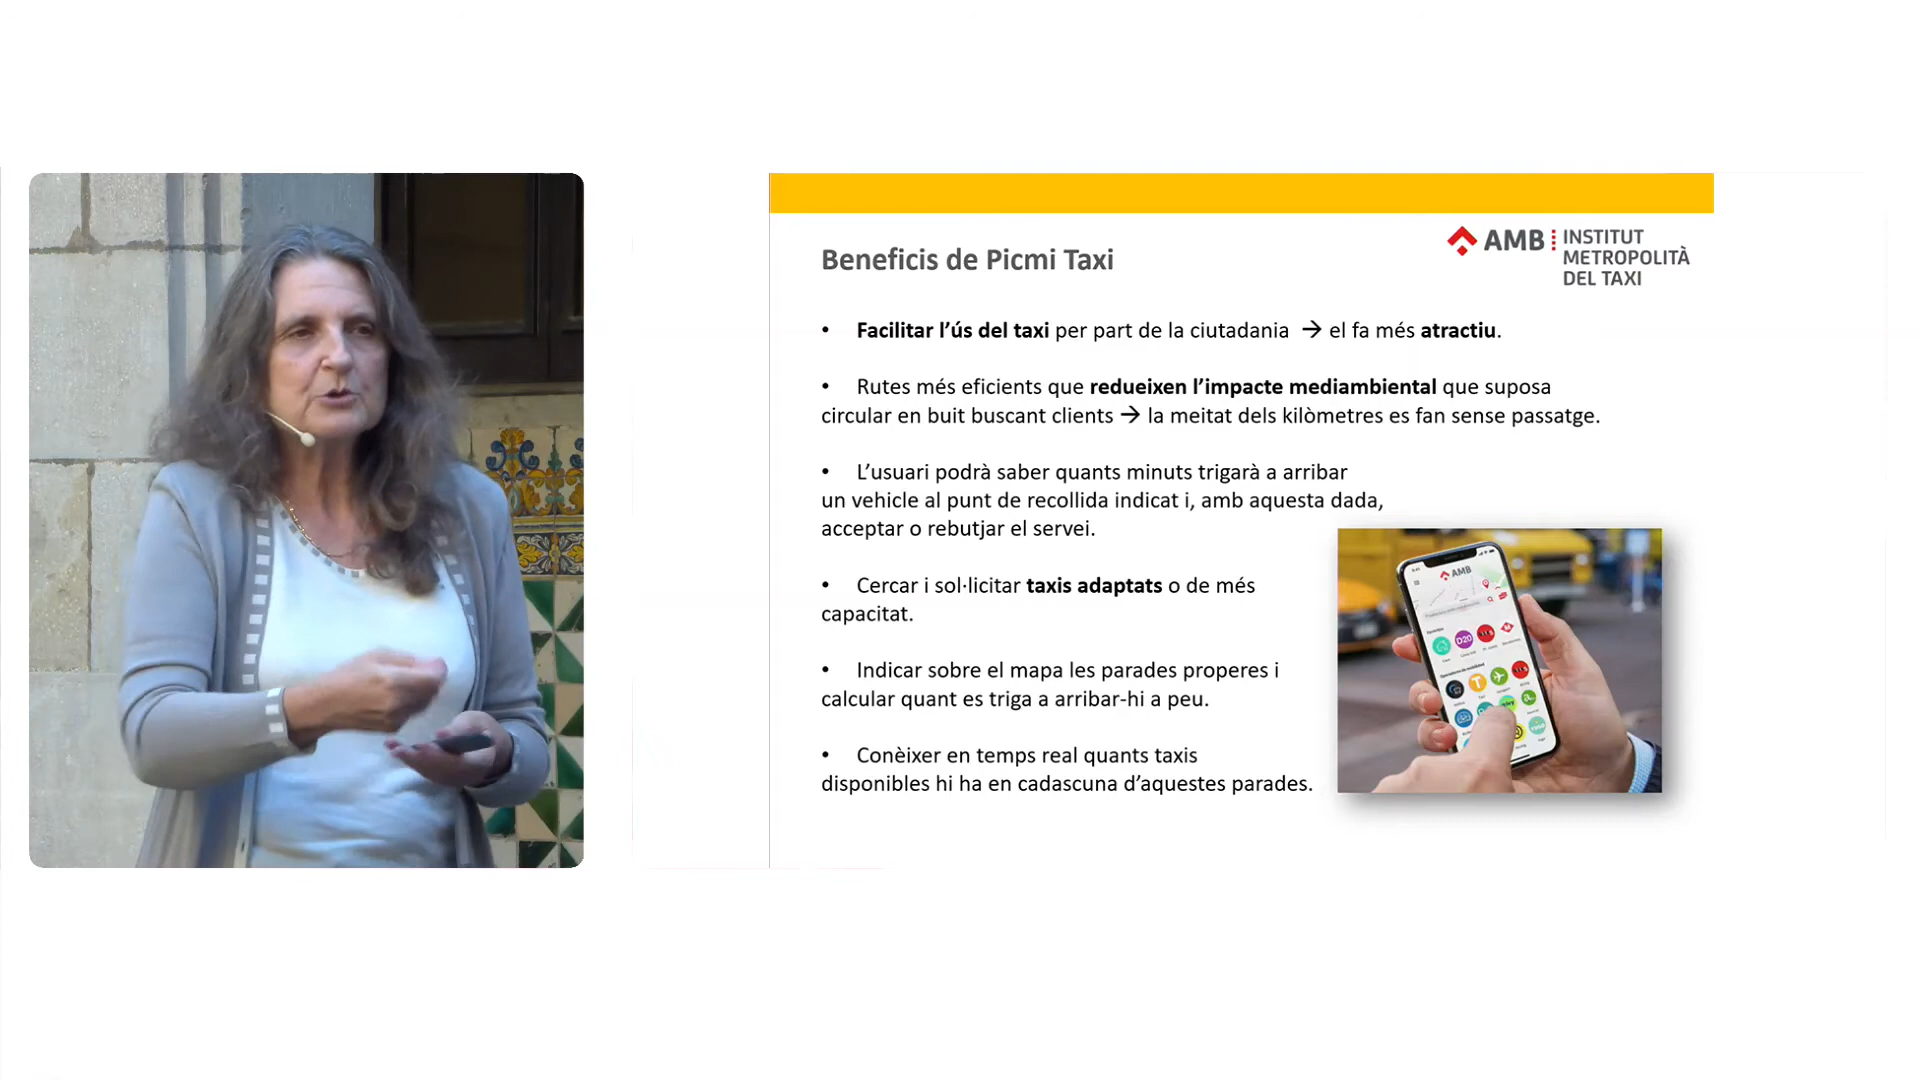 AMB INSTITUT
METROPOLITÀ
DEL TAXI
Beneficis de Picmi Taxi
• Facilitar l’ús del taxi per part de la ciutadania → el fa més atractiu.
• Rutes més eficients que redueixen l’impacte mediambiental que suposa
circular en buit buscant clients → la meitat dels kilòmetres es fan sense passatge.
• L’usuari podrà saber quants minuts trigarà a arribar
un vehicle al punt de recollida indicat i, amb aquesta dada,
acceptar o rebutjar el servei.
• Cercar i sol·licitar taxis adaptats o de més
capacitat.
• Indicar sobre el mapa les parades properes i
calcular quant es triga a arribar-hi a peu.
• Conèixer en temps real quants taxis
disponibles hi ha en cadascuna d’aquestes parades.
AMB
D20
T